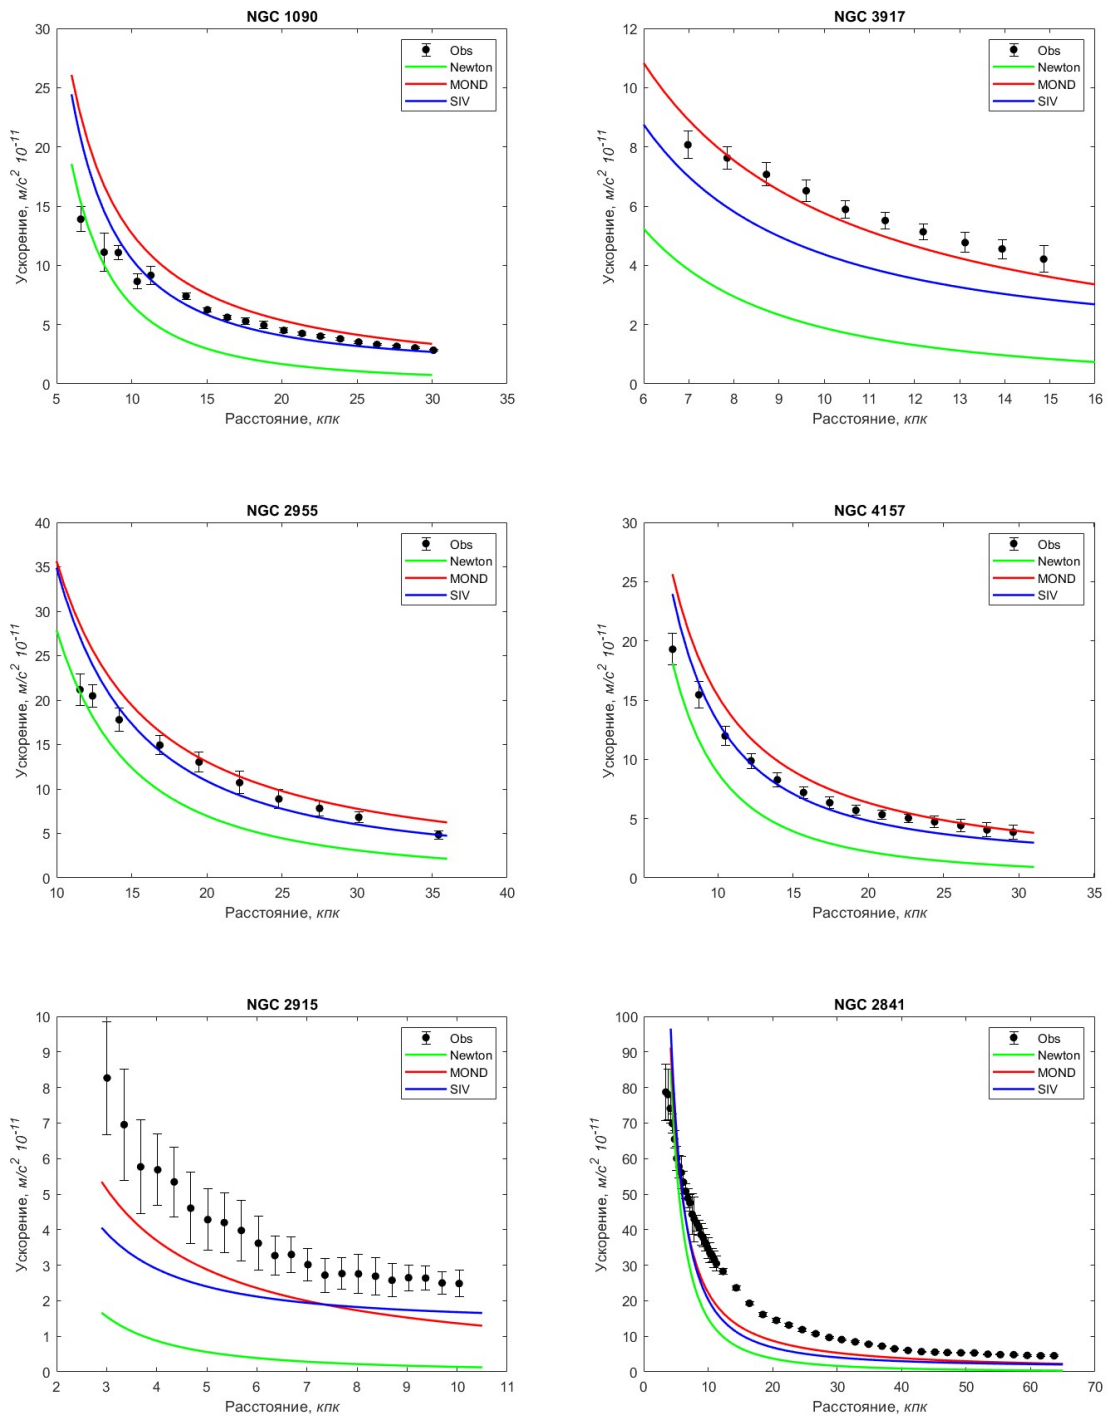 NGC 1090
30
25
20
15
10
5
0
Ускорение, м/с² 10⁻¹¹
Obs
Newton
MOND
SIV
5 10 15 20 25 30 35
Расстояние, кпк
NGC 3917
12
10
8
6
4
2
0
Ускорение, м/с² 10⁻¹¹
Obs
Newton
MOND
SIV
6 7 8 9 10 11 12 13 14 15 16
Расстояние, кпк
NGC 2955
40
35
30
25
20
15
10
5
0
Ускорение, м/с² 10⁻¹¹
Obs
Newton
MOND
SIV
10 15 20 25 30 35 40
Расстояние, кпк
NGC 4157
30
25
20
15
10
5
0
Ускорение, м/с² 10⁻¹¹
Obs
Newton
MOND
SIV
10 15 20 25 30 35
Расстояние, кпк
NGC 2915
10
9
8
7
6
5
4
3
2
1
0
Ускорение, м/с² 10⁻¹¹
Obs
Newton
MOND
SIV
2 3 4 5 6 7 8 9 10 11
Расстояние, кпк
NGC 2841
100
90
80
70
60
50
40
30
20
10
0
Ускорение, м/с² 10⁻¹¹
Obs
Newton
MOND
SIV
0 10 20 30 40 50 60 70
Расстояние, кпк